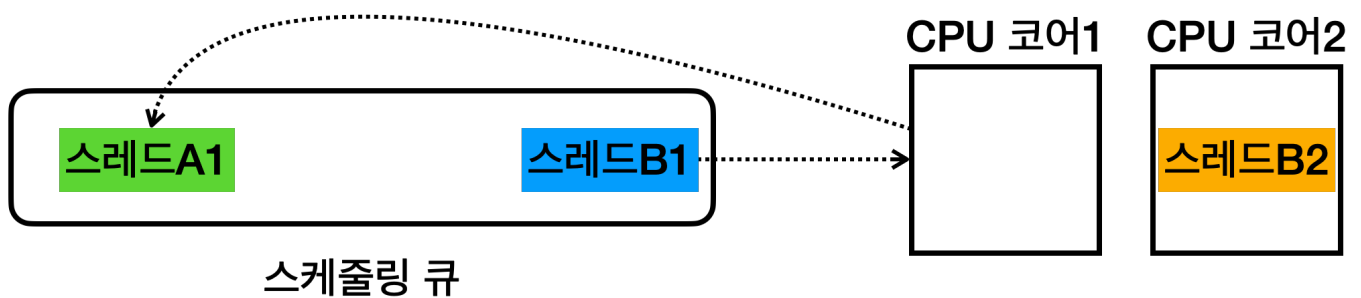 CPU 코어1
CPU 코어2
스레드A1
스레드B1
스레드B2
스케줄링 큐